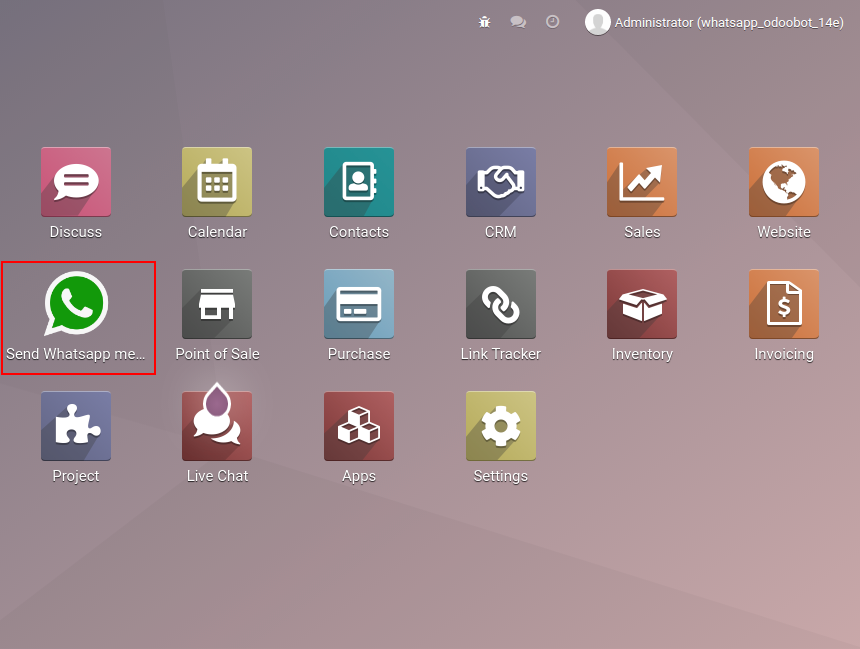 Administrator (whatsapp_odoobot_14e)
Discuss
Calendar
Contacts
CRM
Sales
Website
Send Whatsapp me...
Point of Sale
Purchase
Link Tracker
Inventory
Invoicing
Project
Live Chat
Apps
Settings